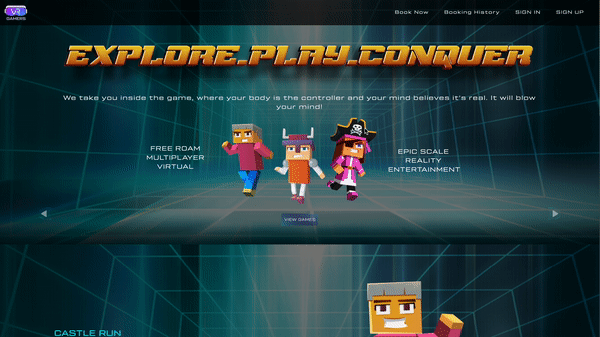 VR
GAMERS
Book Now
Booking History
SIGN IN
SIGN UP
EXPLORE.PLAY.CONQUER
We take you inside the game, where your body is the controller and your mind believes it's real. It will blow
your mind!
FREE ROAM
MULTIPLAYER
VIRTUAL
EPIC SCALE
REALITY
ENTERTAINMENT
VIEW GAMES
CASTLE RUN